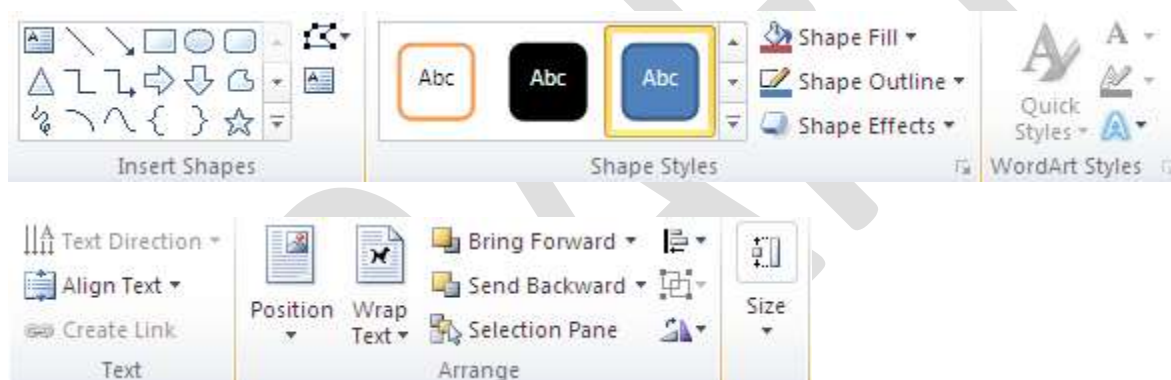 Abc Abc Abc
Shape Fill
Shape Outline
Shape Effects
A A
Quick
Styles
A
Insert Shapes Shape Styles WordArt Styles
Text Direction
Align Text
Create Link
Text
Position
Wrap
Text
Bring Forward
Send Backward
Selection Pane
Arrange
Size